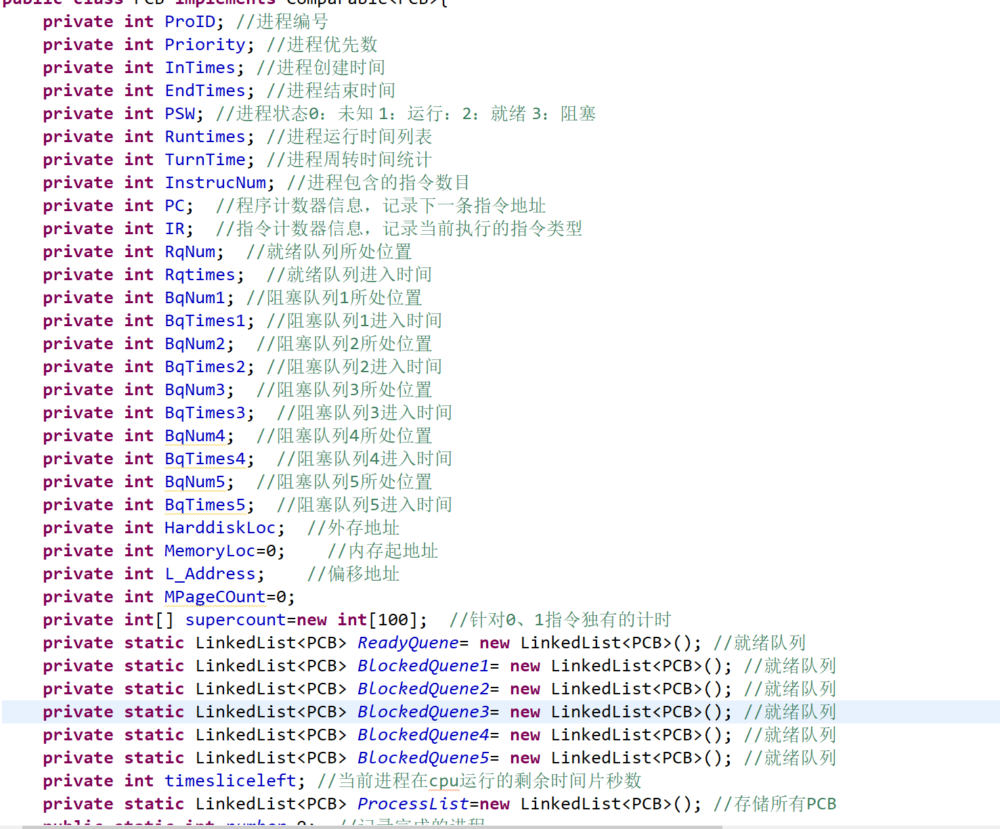 public class PCB implements Comparable<PCB>{
private int ProID; //进程编号
private int Priority; //进程优先数
private int InTimes; //进程创建时间
private int EndTimes; //进程结束时间
private int PSW; //进程状态0: 未知 1: 运行: 2: 就绪 3: 阻塞
private int Runtimes; //进程运行时间列表
private int TurnTime; //进程周转时间统计
private int InstrucNum; //进程包含的指令数目
private int PC;  //程序计数器信息，记录下一条指令地址
private int IR;  //指令计数器信息，记录当前执行的指令类型
private int RqNum;  //就绪队列所处位置
private int Rqtimes;  //就绪队列进入时间
private int BqNum1; //阻塞队列1所处位置
private int BqTimes1; //阻塞队列1进入时间
private int BqNum2;  //阻塞队列2所处位置
private int BqTimes2; //阻塞队列2进入时间
private int BqNum3;  //阻塞队列3所处位置
private int BqTimes3;  //阻塞队列3进入时间
private int BqNum4;  //阻塞队列4所处位置
private int BqTimes4;  //阻塞队列4进入时间
private int BqNum5;  //阻塞队列5所处位置
private int BqTimes5;  //阻塞队列5进入时间
private int HarddiskLoc;  //外存地址
private int MemoryLoc=0;    //内存起地址
private int L_Address;    //偏移地址
private int MPageCOunt=0;
private int[] supercount=new int[100];  //针对0、1指令独有的计时
private static LinkedList<PCB> ReadyQuene= new LinkedList<PCB>(); //就绪队列
private static LinkedList<PCB> BlockedQuene1= new LinkedList<PCB>(); //就绪队列
private static LinkedList<PCB> BlockedQuene2= new LinkedList<PCB>(); //就绪队列
private static LinkedList<PCB> BlockedQuene3= new LinkedList<PCB>(); //就绪队列
private static LinkedList<PCB> BlockedQuene4= new LinkedList<PCB>(); //就绪队列
private static LinkedList<PCB> BlockedQuene5= new LinkedList<PCB>(); //就绪队列
private int timesliceleft; //当前进程在cpu运行的剩余时间片秒数
private static LinkedList<PCB> ProcessList=new LinkedList<PCB>(); //存储所有PCB
public static int number=0;  //记录完成的进程